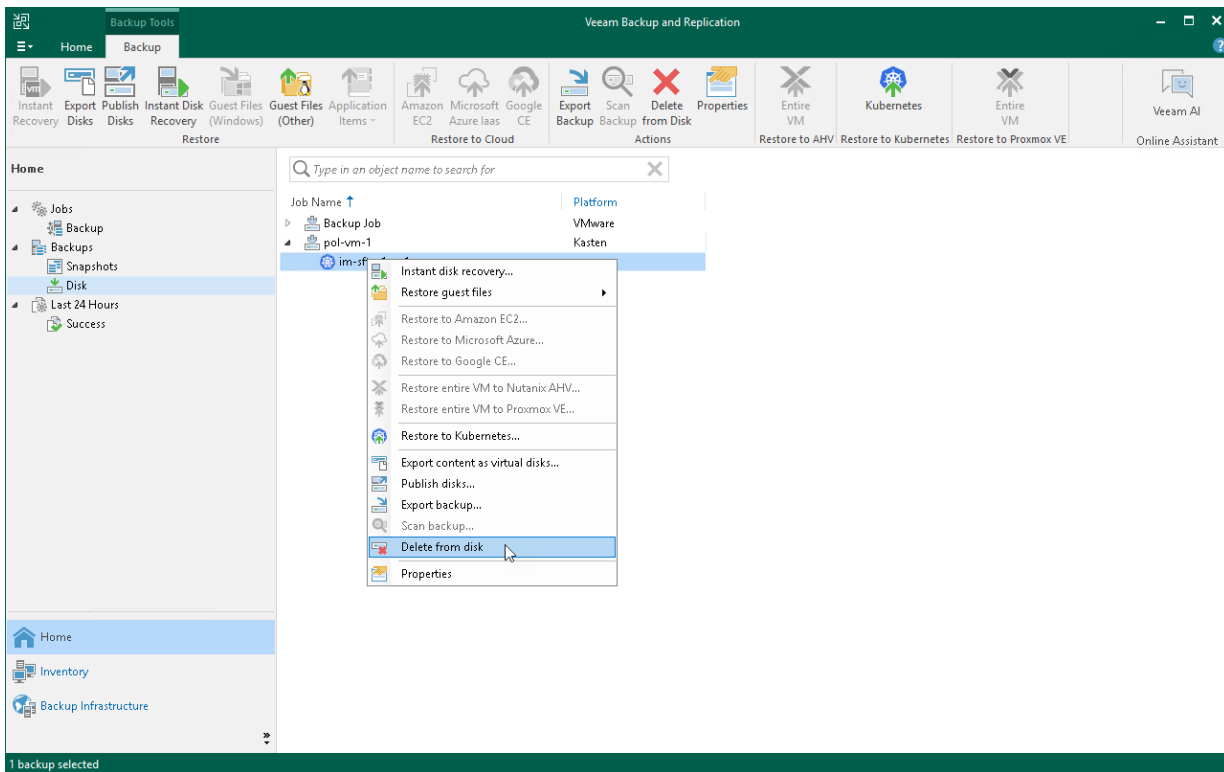 Backup Tools
Veeam Backup and Replication
Home
Backup
Instant Recovery
Export Disks
Publish Disks
Instant Disk Recovery
Guest Files (Windows)
Guest Files (Other)
Application Items
Amazon EC2
Microsoft Azure Iaas
Google CE
Export Backup
Scan Backup
Delete from Disk
Properties
Entire VM
Kubernetes
Entire VM
Veeam AI
Restore
Restore to Cloud
Actions
Restore to AHV
Restore to Kubernetes
Restore to Proxmox VE
Online Assistant
Home
Jobs
Backup
Backups
Snapshots
Disk
Last 24 Hours
Success
Type in an object name to search for
Job Name
Platform
Backup Job
VMware
pol-vm-1
Kasten
Instant disk recovery...
Restore guest files
Restore to Amazon EC2...
Restore to Microsoft Azure...
Restore to Google CE...
Restore entire VM to Nutanix AHV...
Restore entire VM to Proxmox VE...
Restore to Kubernetes...
Export content as virtual disks...
Publish disks...
Export backup...
Scan backup...
Delete from disk
Properties
Home
Inventory
Backup Infrastructure
1 backup selected